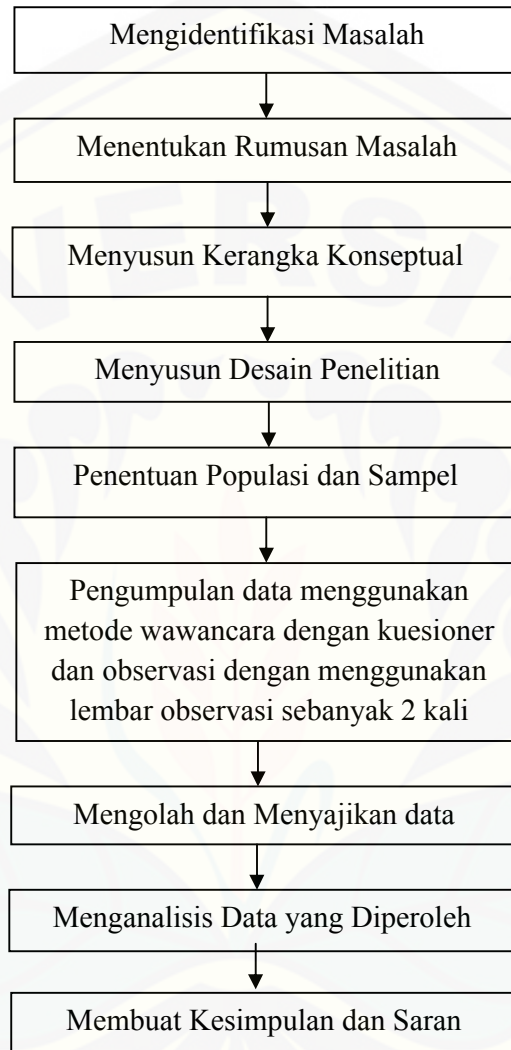 Mengidentifikasi Masalah
Menentukan Rumusan Masalah
Menyusun Kerangka Konseptual
Menyusun Desain Penelitian
Penentuan Populasi dan Sampel
Pengumpulan data menggunakan
metode wawancara dengan kuesioner
dan observasi dengan menggunakan
lembar observasi sebanyak 2 kali
Mengolah dan Menyajikan data
Menganalisis Data yang Diperoleh
Membuat Kesimpulan dan Saran